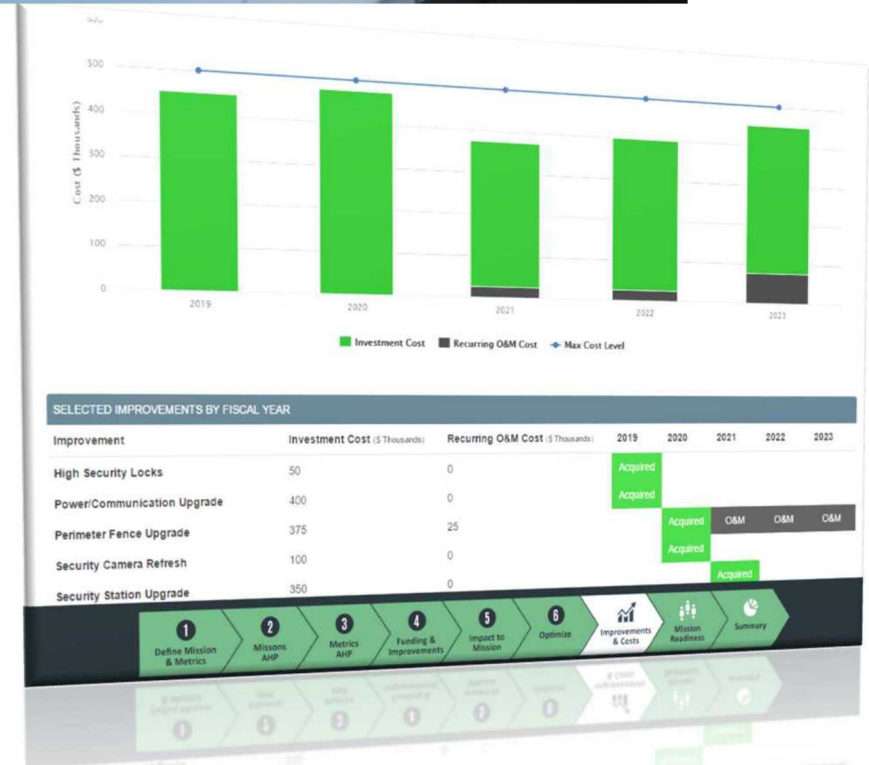 600
500
400
300
200
100
0
Cost ($ Thousands)
2019 2020 2021 2022 2023
Investment Cost Recurring O&M Cost Max Cost Level
SELECTED IMPROVEMENTS BY FISCAL YEAR
Improvement Investment Cost ($ Thousands) Recurring O&M Cost ($ Thousands) 2019 2020 2021 2022 2023
High Security Locks 50 0 Acquired
Power/Communication Upgrade 400 0 Acquired
Perimeter Fence Upgrade 375 25 Acquired O&M O&M O&M
Security Camera Refresh 100 0 Acquired
Security Station Upgrade 350 0 Acquired
1 Define Mission & Metrics
2 Missons AHP
3 Metrics AHP
4 Funding & Improvements
5 Impact to Mission
6 Optimize
Improvements & Costs
Mission Readiness
Summary